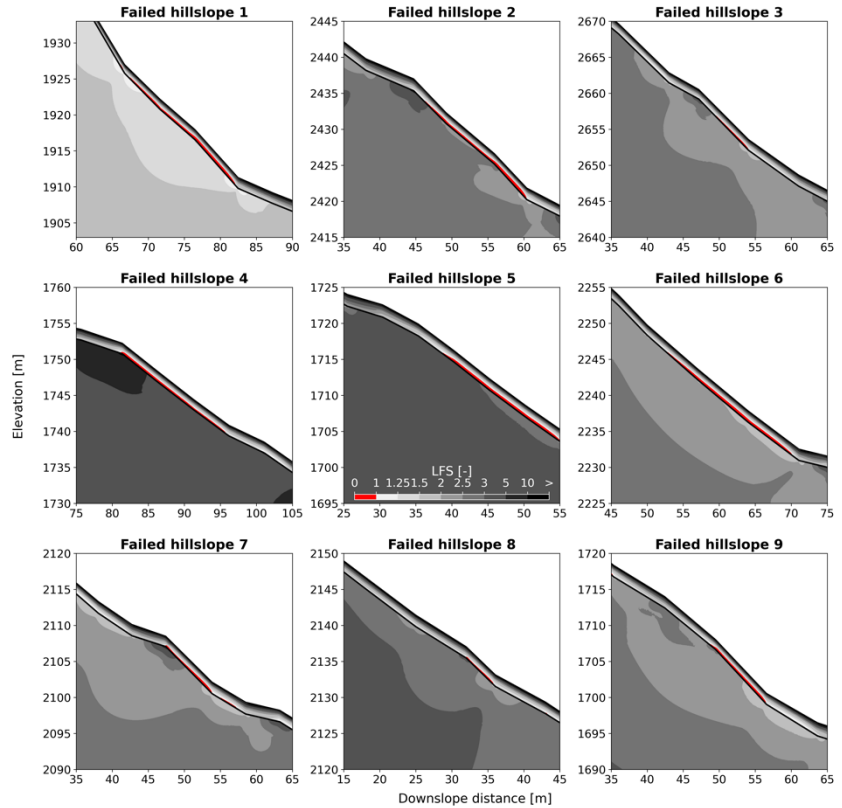 Failed hillslope 1 Failed hillslope 2 Failed hillslope 3
1930 1925 1920 1915 1910 1905
60 65 70 75 80 85 90
2445 2440 2435 2430 2425 2420 2415
35 40 45 50 55 60 65
2670 2665 2660 2655 2650 2645 2640
35 40 45 50 55 60 65
Failed hillslope 4 Failed hillslope 5 Failed hillslope 6
1760 1755 1750 1745 1740 1735 1730
75 80 85 90 95 100 105
1725 1720 1715 1710 1705 1700 1695
LFS [-]
0 1 1.25 1.5 2 2.5 3 5 10 >
25 30 35 40 45 50 55
2255 2250 2245 2240 2235 2230 2225
45 50 55 60 65 70 75
Elevation [m]
Failed hillslope 7 Failed hillslope 8 Failed hillslope 9
2120 2115 2110 2105 2100 2095 2090
35 40 45 50 55 60 65
2150 2145 2140 2135 2130 2125 2120
15 20 25 30 35 40 45
1720 1715 1710 1705 1700 1695 1690
35 40 45 50 55 60 65
Downslope distance [m]